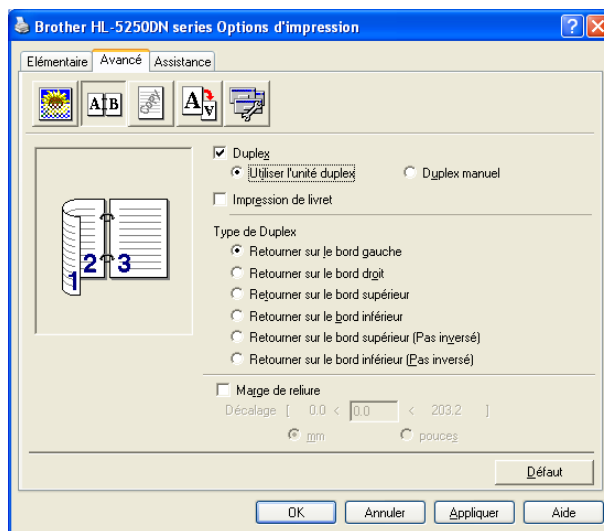 Brother HL-5250DN series Options d'impression
Elémentaire Avancé Assistance
A B A A
Duplex
Utiliser l'unité duplex Duplex manuel
Impression de livret
1 2 3
Type de Duplex
Retourner sur le bord gauche
Retourner sur le bord droit
Retourner sur le bord supérieur
Retourner sur le bord inférieur
Retourner sur le bord supérieur (Pas inversé)
Retourner sur le bord inférieur (Pas inversé)
Marge de reliure
Décalage [ 0.0 < 0.0 < 203.2 ]
mm pouces
Défaut
OK Annuler Appliquer Aide